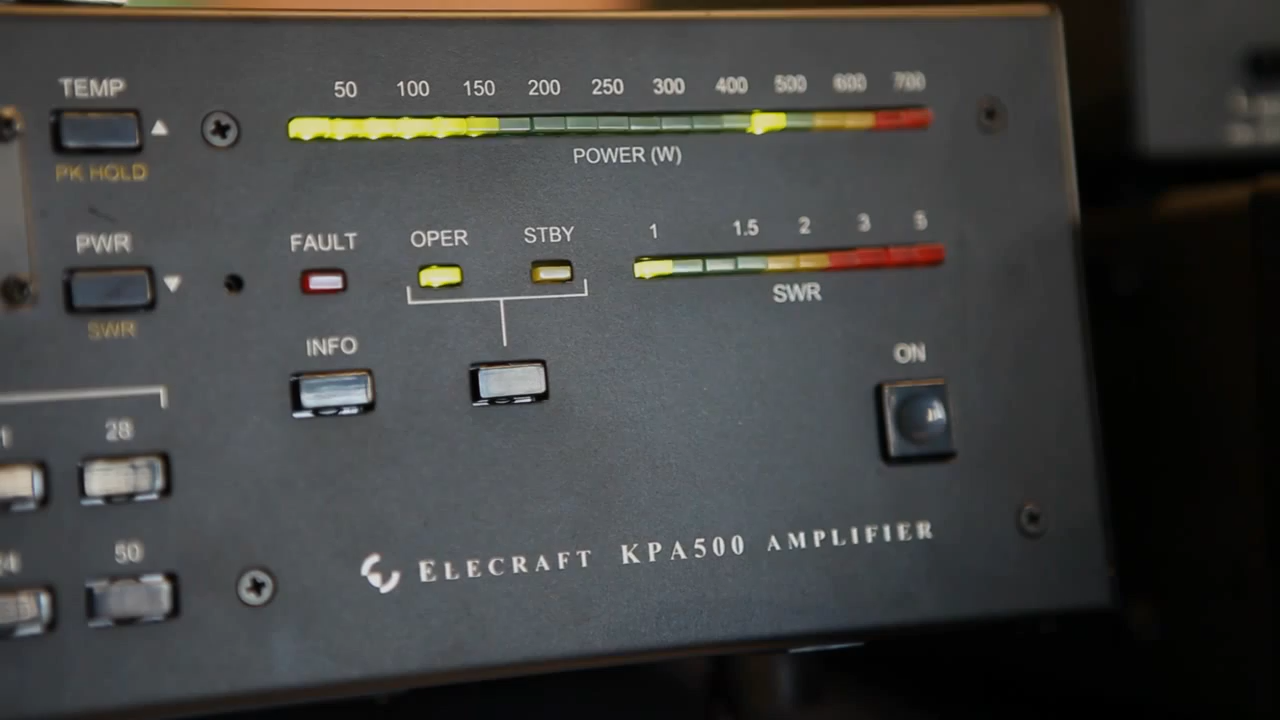 TEMP
50 100 150 200 250 300 400 500 600 700
POWER (W)
PK HOLD
PWR
SWR
FAULT
OPER
STBY
1 1.5 2 3 5
SWR
INFO
ON
28
50
ELECRAFT KPA500 AMPLIFIER